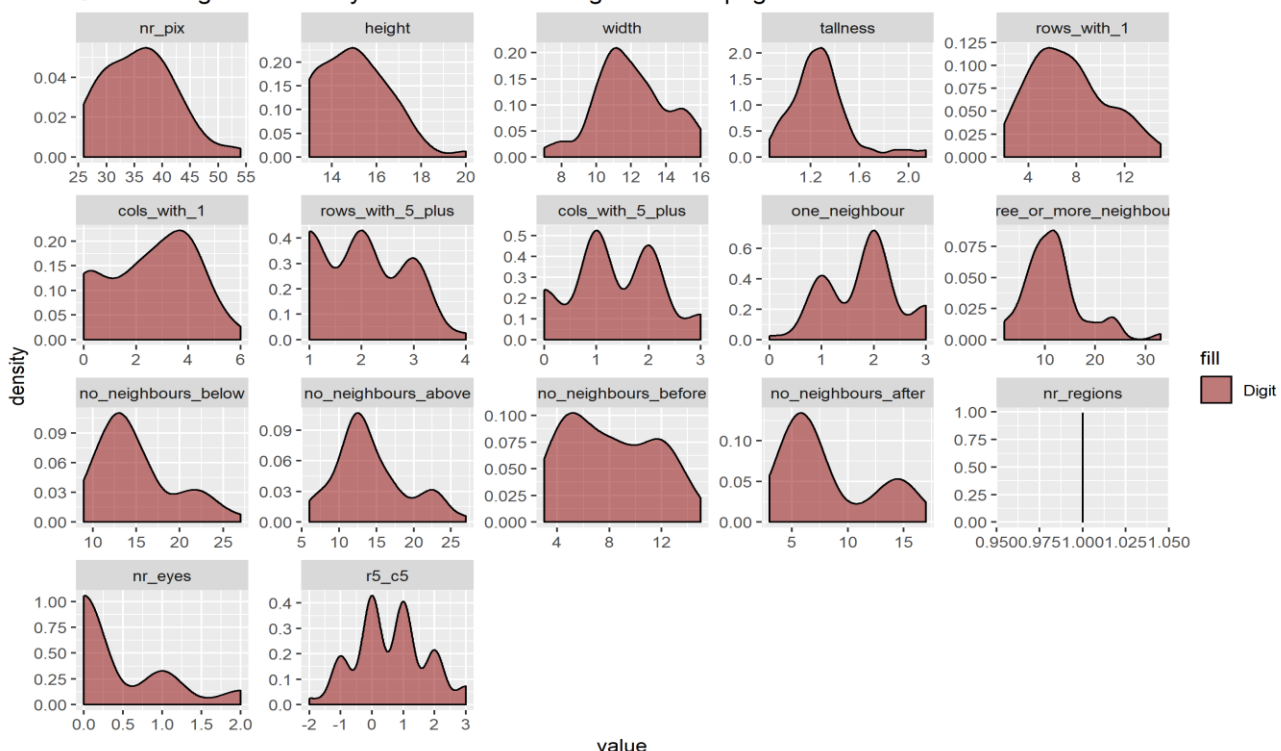 nr_pix height width tallness rows_with_1
0.04 0.02 0.00
25 30 35 40 45 50 55
0.20 0.15 0.10 0.05 0.00
14 16 18 20
0.20 0.15 0.10 0.05 0.00
8 10 12 14 16
2.0 1.5 1.0 0.5 0.0
1.2 1.6 2.0
0.125 0.100 0.075 0.050 0.025 0.000
4 8 12
cols_with_1 rows_with_5_plus cols_with_5_plus one_neighbour ree_or_more_neighbou
0.20 0.15 0.10 0.05 0.00
0 2 4 6
0.4 0.3 0.2 0.1 0.0
1 2 3 4
0.5 0.4 0.3 0.2 0.1 0.0
0 1 2 3
0.6 0.4 0.2 0.0
0 1 2 3
0.075 0.050 0.025 0.000
0 10 20 30
density
no_neighbours_below no_neighbours_above no_neighbours_before no_neighbours_after nr_regions
0.09 0.06 0.03 0.00
10 15 20 25
0.09 0.06 0.03 0.00
5 10 15 20 25
0.100 0.075 0.050 0.025 0.000
4 8 12
0.10 0.05 0.00
5 10 15
1.00 0.75 0.50 0.25 0.00
0.950 0.975 1.000 1.025 1.050
nr_eyes r5_c5
1.00 0.75 0.50 0.25 0.00
0.0 0.5 1.0 1.5 2.0
0.4 0.3 0.2 0.1 0.0
-2 -1 0 1 2 3
value
fill
Digit